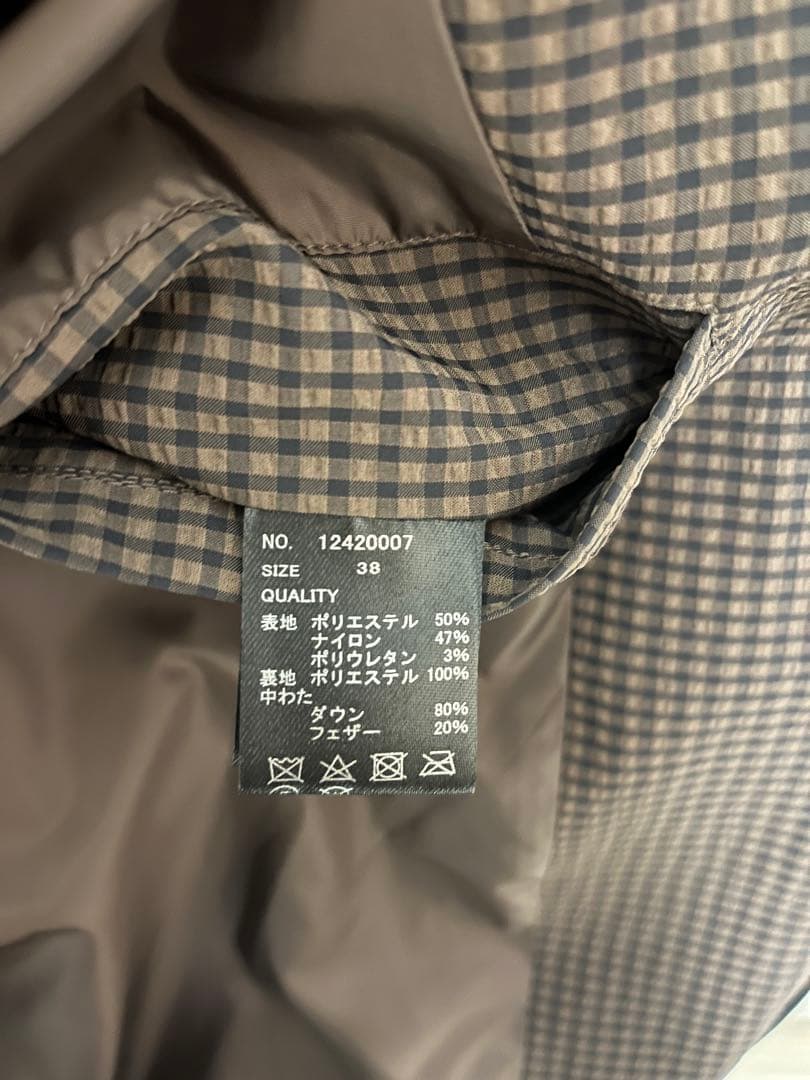 NO. 12420007
SIZE 38
QUALITY
表地 ポリエステル 50%
ナイロン 47%
ポリウレタン 3%
裏地 ポリエステル 100%
中わた
ダウン 80%
フェザー 20%